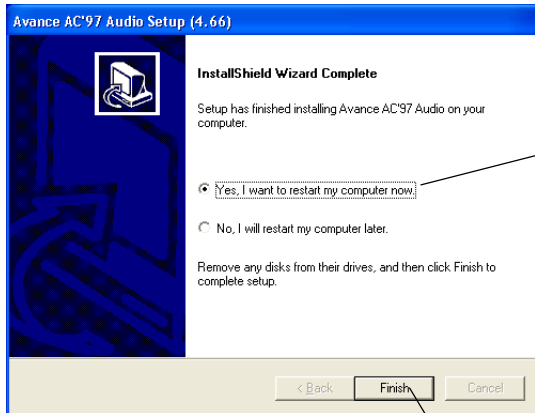 Avance AC'97 Audio Setup (4.66)
InstallShield Wizard Complete
Setup has finished installing Avance AC'97 Audio on your
computer.
Yes, I want to restart my computer now.
No, I will restart my computer later.
Remove any disks from their drives, and then click Finish to
complete setup.
< Back Finish Cancel